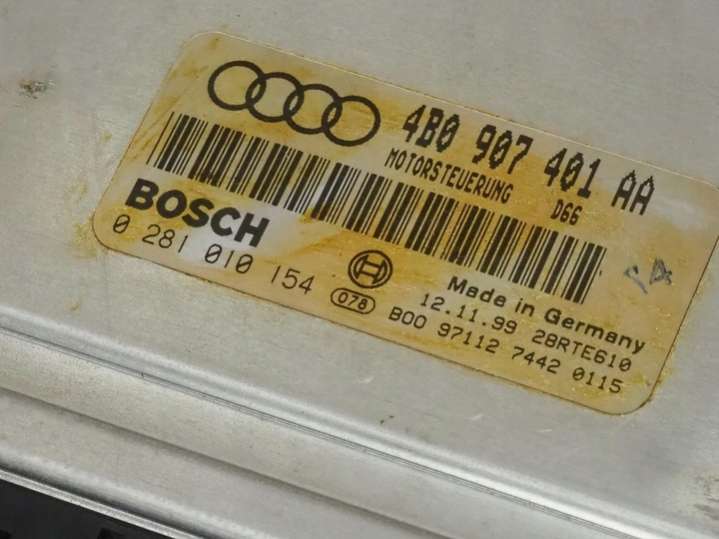 4B0 907 401 AA
MOTORSTEUERUNG D66
BOSCH
0 281 010 154
078
Made in Germany
12.11.99 28RTE610
B00 97112 7442 0115